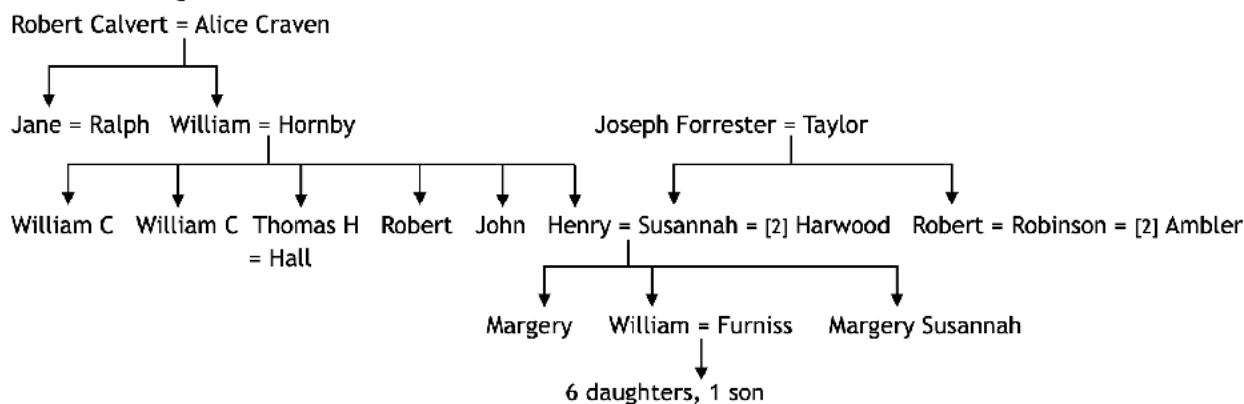 Robert Calvert = Alice Craven
Jane = Ralph William = Hornby Joseph Forrester = Taylor
William C William C Thomas H Robert John Henry = Susannah = [2] Harwood Robert = Robinson = [2] Ambler
= Hall
Margery William = Furniss Margery Susannah
6 daughters, 1 son